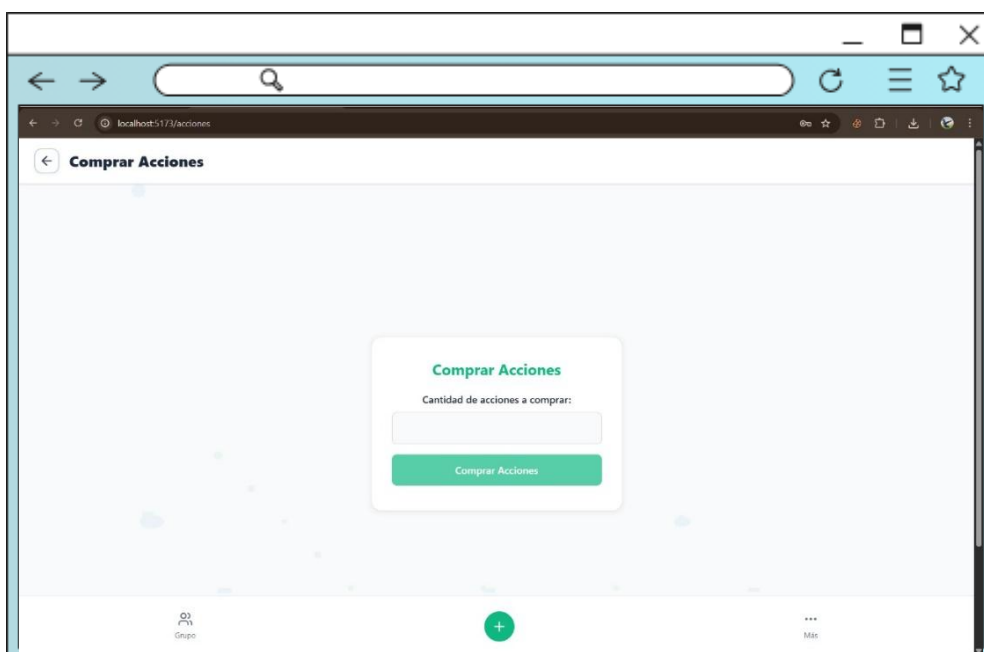 localhost:5173/acciones
Comprar Acciones
Comprar Acciones
Cantidad de acciones a comprar:
Comprar Acciones
Grupo
Más